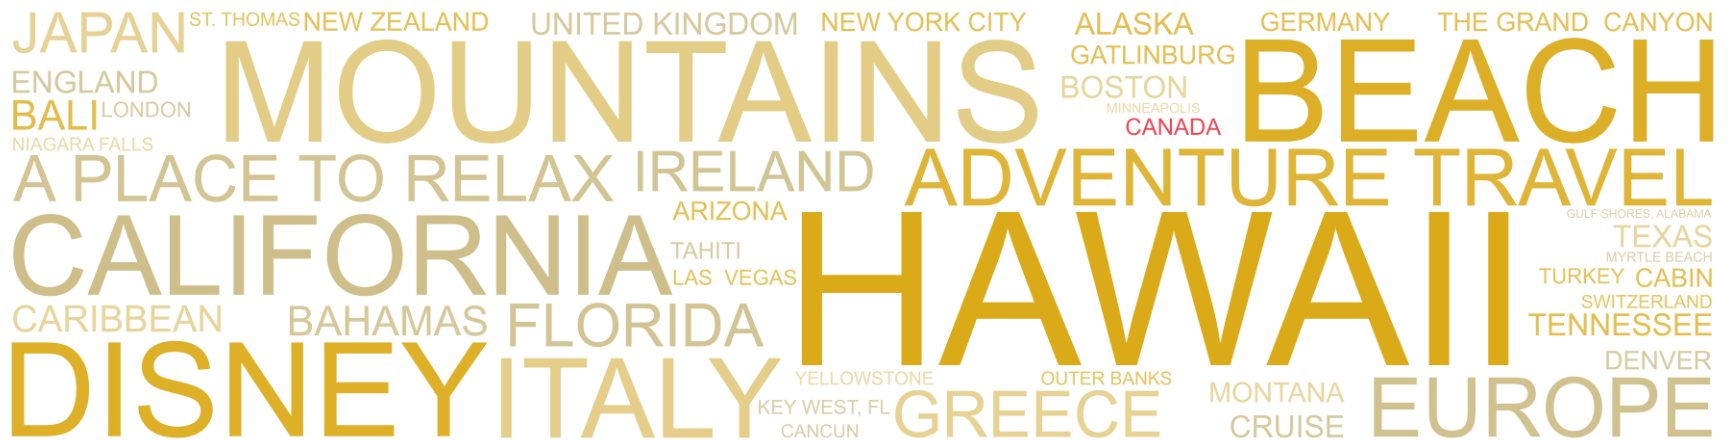 JAPAN
ST. THOMAS
NEW ZEALAND
UNITED KINGDOM
NEW YORK CITY
ALASKA
GERMANY
THE GRAND CANYON
MOUNTAINS
GATLINBURG
BEACH
ENGLAND
BOSTON
BALI
LONDON
MINNEAPOLIS
CANADA
NIAGARA FALLS
A PLACE TO RELAX
IRELAND
ADVENTURE TRAVEL
CALIFORNIA
ARIZONA
HAWAII
GULF SHORES, ALABAMA
TEXAS
TAHITI
MYRTLE BEACH
LAS VEGAS
TURKEY
CABIN
SWITZERLAND
CARIBBEAN
BAHAMAS
FLORIDA
TENNESSEE
DISNEY
ITALY
DENVER
YELLOWSTONE
OUTER BANKS
MONTANA
EUROPE
KEY WEST, FL
GREECE
CANCUN
CRUISE